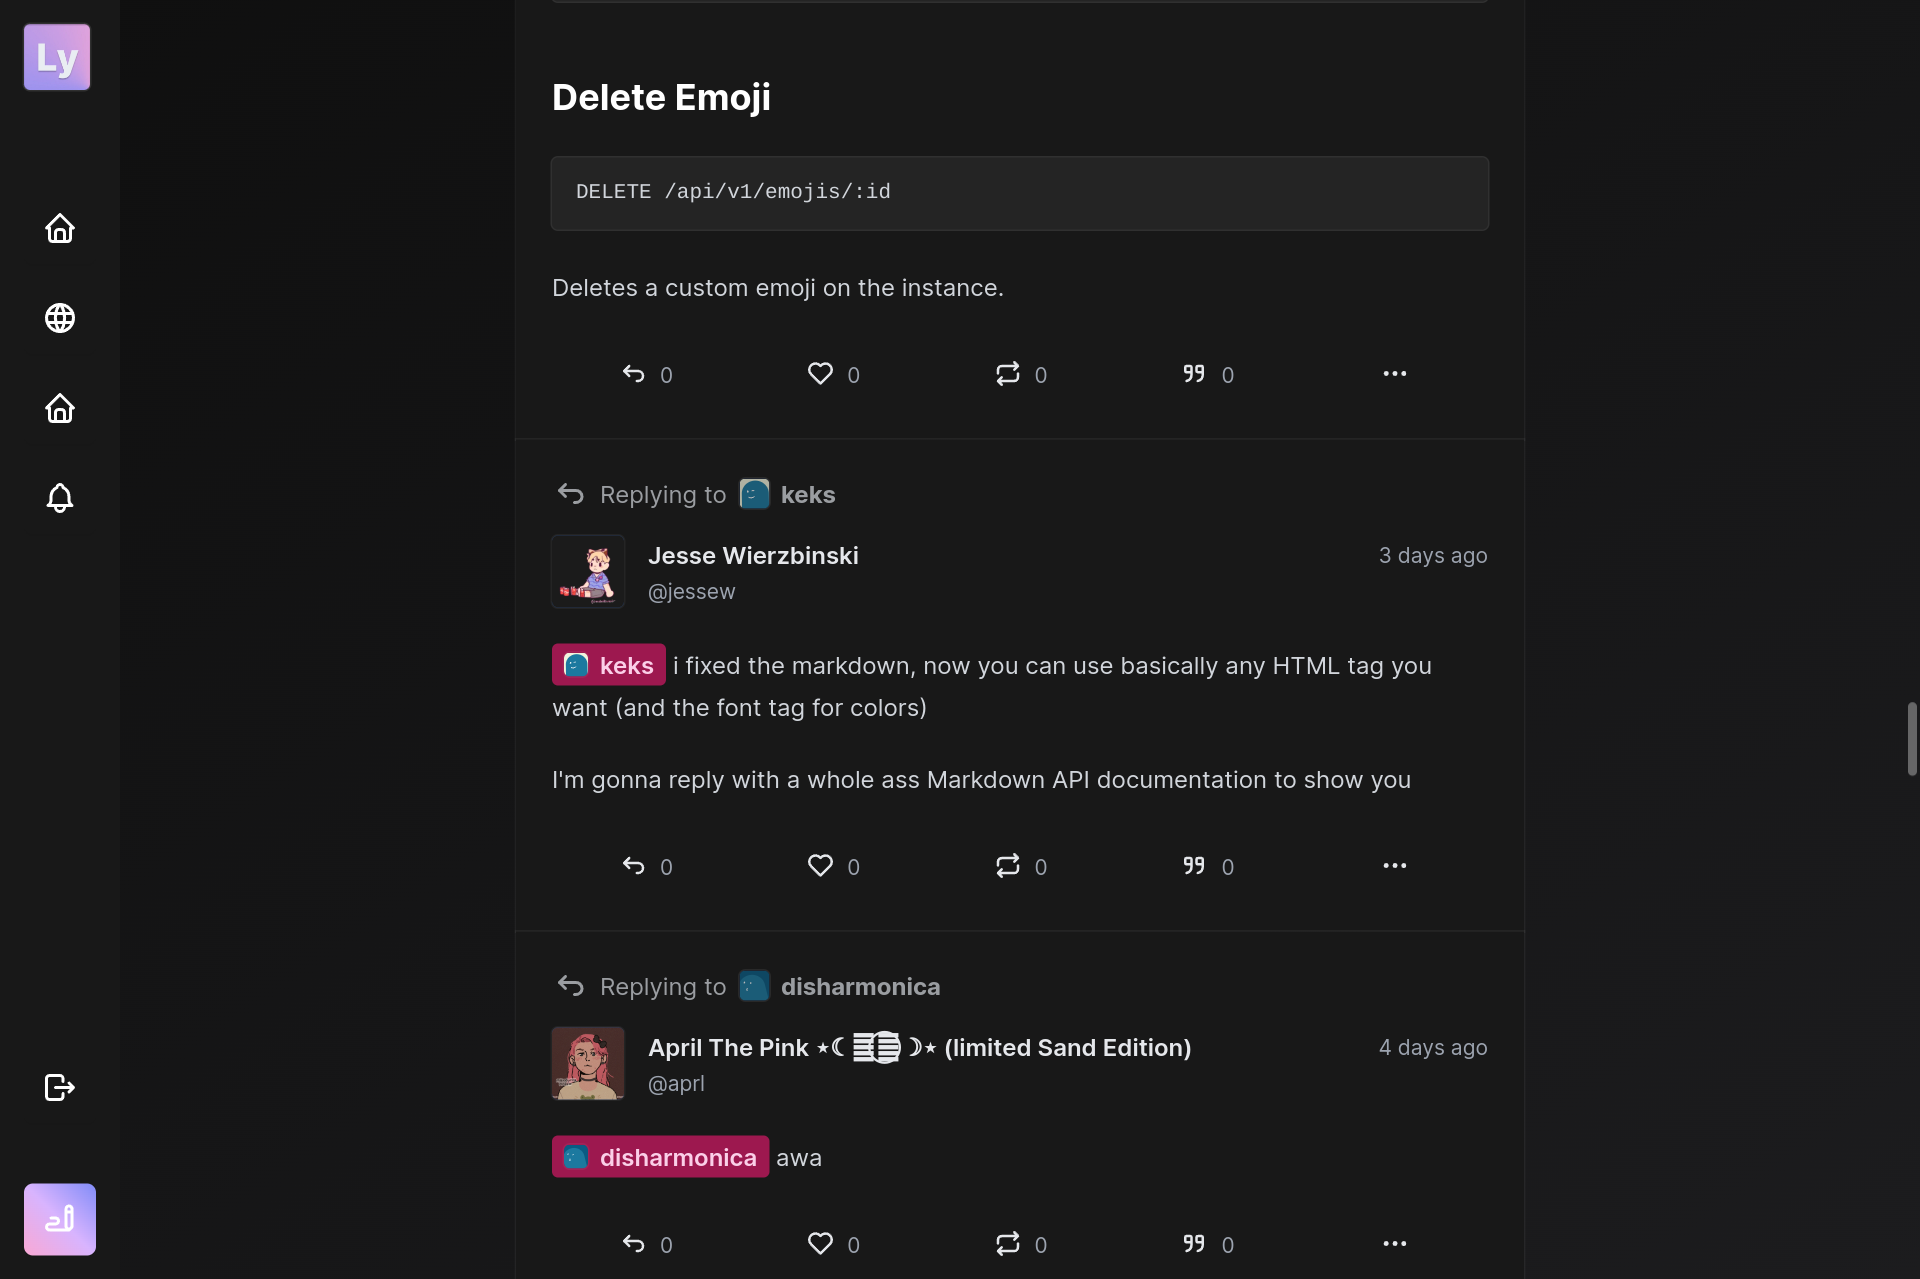 Ly
Delete Emoji
DELETE /api/v1/emojis/:id
Deletes a custom emoji on the instance.
0 0 0 0
Replying to keks
Jesse Wierzbinski 3 days ago
@jessew
keks i fixed the markdown, now you can use basically any HTML tag you
want (and the font tag for colors)
I'm gonna reply with a whole ass Markdown API documentation to show you
0 0 0 0
Replying to disharmonica
April The Pink ⋆☾ ☽⋆ (limited Sand Edition) 4 days ago
@aprl
disharmonica awa
0 0 0 0